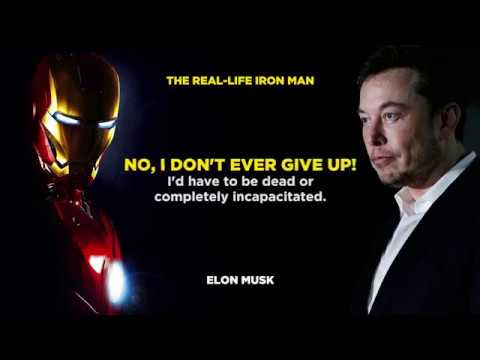 THE REAL-LIFE IRON MAN
NO, I DON'T EVER GIVE UP!
I'd have to be dead or
completely incapacitated.
ELON MUSK